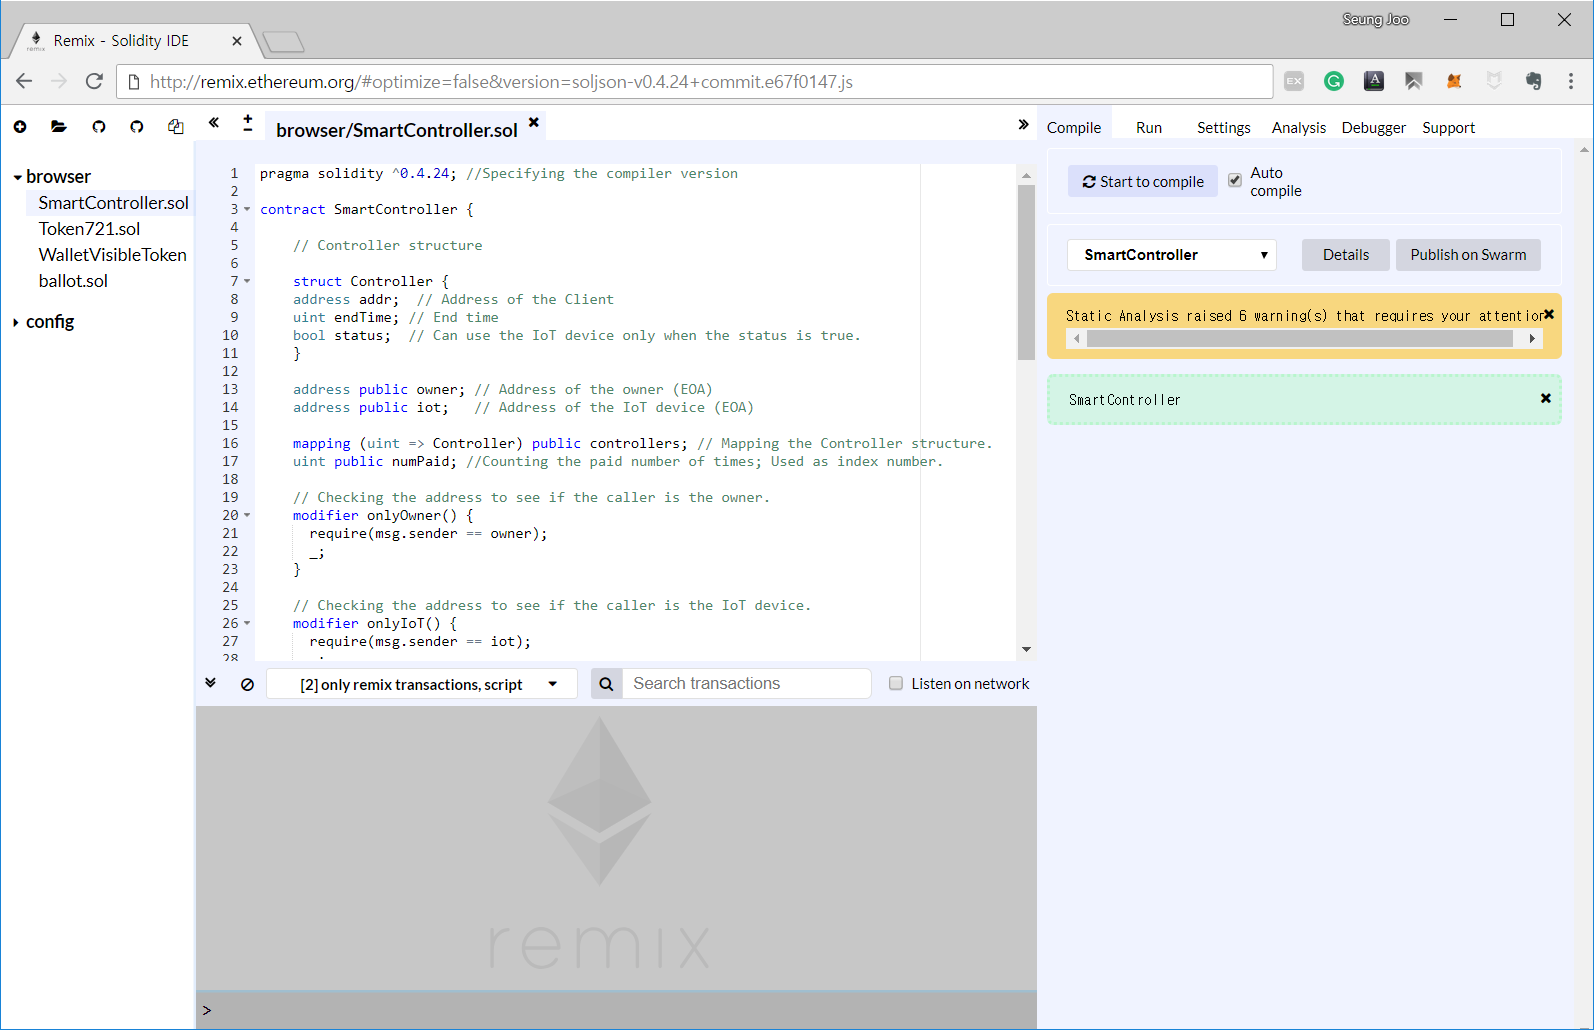 Seung Joo
Remix - Solidity IDE
http://remix.ethereum.org/#optimize=false&version=soljson-v0.4.24+commit.e67f0147.js
browser
SmartController.sol
Token721.sol
WalletVisibleToken
ballot.sol
config
browser/SmartController.sol
1 pragma solidity ^0.4.24; //Specifying the compiler version
2
3 contract SmartController {
4
5 // Controller structure
6
7 struct Controller {
8 address addr;  // Address of the Client
9 uint endTime; // End time
10 bool status;  // Can use the IoT device only when the status is true.
11 }
12
13 address public owner; // Address of the owner (EOA)
14 address public iot;   // Address of the IoT device (EOA)
15
16 mapping (uint => Controller) public controllers; // Mapping the Controller structure.
17 uint public numPaid; //Counting the paid number of times; Used as index number.
18
19 // Checking the address to see if the caller is the owner.
20 modifier onlyOwner() {
21 require(msg.sender == owner);
22 _;
23 }
24
25 // Checking the address to see if the caller is the IoT device.
26 modifier onlyIoT() {
27 require(msg.sender == iot);
28
[2] only remix transactions, script
Search transactions
Listen on network
remix
>
Compile Run Settings Analysis Debugger Support
Start to compile
Auto
compile
SmartController
Details
Publish on Swarm
Static Analysis raised 6 warning(s) that requires your attention
SmartController